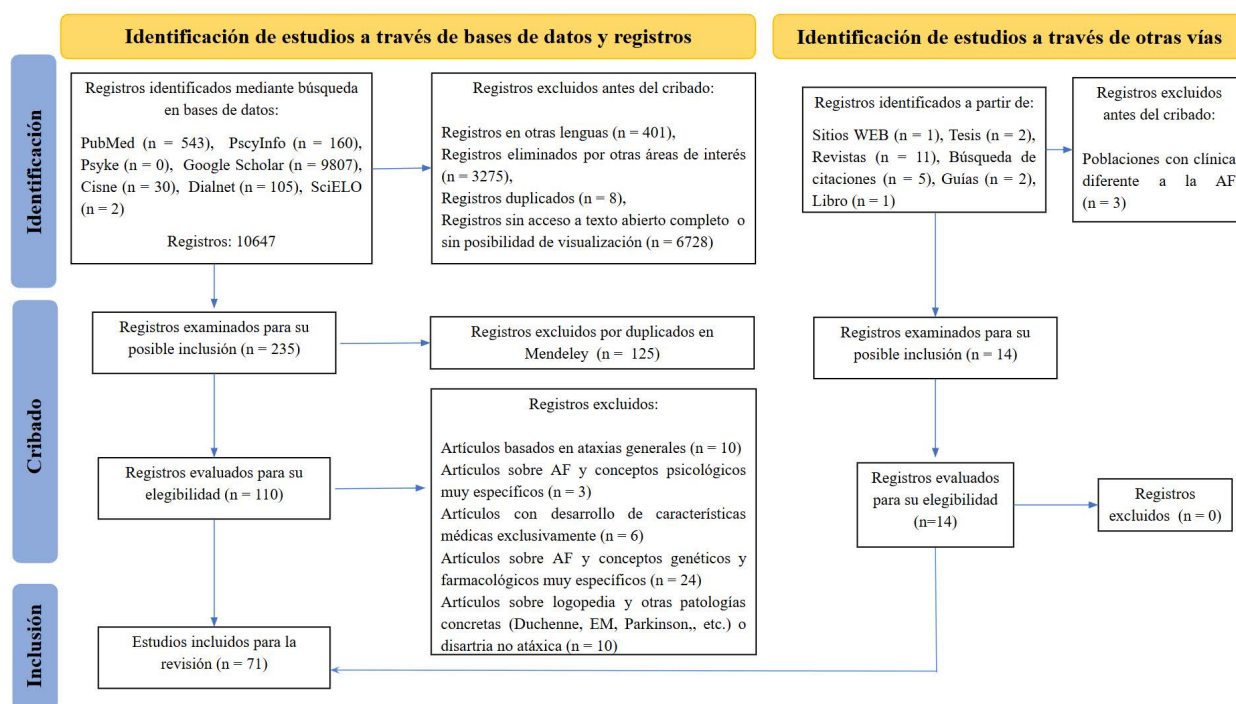 Identificación de estudios a través de bases de datos y registros
Identificación de estudios a través de otras vías
Identificación
Registros identificados mediante búsqueda
en bases de datos:
PubMed (n = 543), PscyInfo (n = 160),
Psyke (n = 0), Google Scholar (n = 9807),
Cisne (n = 30), Dialnet (n = 105), SciELO
(n = 2)
Registros: 10647
Registros excluidos antes del cribado:
Registros en otras lenguas (n = 401),
Registros eliminados por otras áreas de interés
(n = 3275),
Registros duplicados (n = 8),
Registros sin acceso a texto abierto completo o
sin posibilidad de visualización (n = 6728)
Registros identificados a partir de:
Sitios WEB (n = 1), Tesis (n = 2),
Revistas (n = 11), Búsqueda de
citaciones (n = 5), Guías (n = 2),
Libro (n = 1)
Registros excluidos
antes del cribado:
Poblaciones con clínica
diferente a la AF
(n = 3)
Cribado
Registros examinados para su
posible inclusión (n = 235)
Registros excluidos por duplicados en
Mendeley (n = 125)
Registros examinados para su
posible inclusión (n = 14)
Registros evaluados para su
elegibilidad (n = 110)
Registros excluidos:
Artículos basados en ataxias generales (n = 10)
Artículos sobre AF y conceptos psicológicos
muy específicos (n = 3)
Artículos con desarrollo de características
médicas exclusivamente (n = 6)
Artículos sobre AF y conceptos genéticos y
farmacológicos muy específicos (n = 24)
Artículos sobre logopedia y otras patologías
concretas (Duchenne, EM, Parkinson,, etc.) o
disartria no atáxica (n = 10)
Registros evaluados
para su elegibilidad
(n=14)
Registros
excluidos (n = 0)
Inclusión
Estudios incluidos para la
revisión (n = 71)